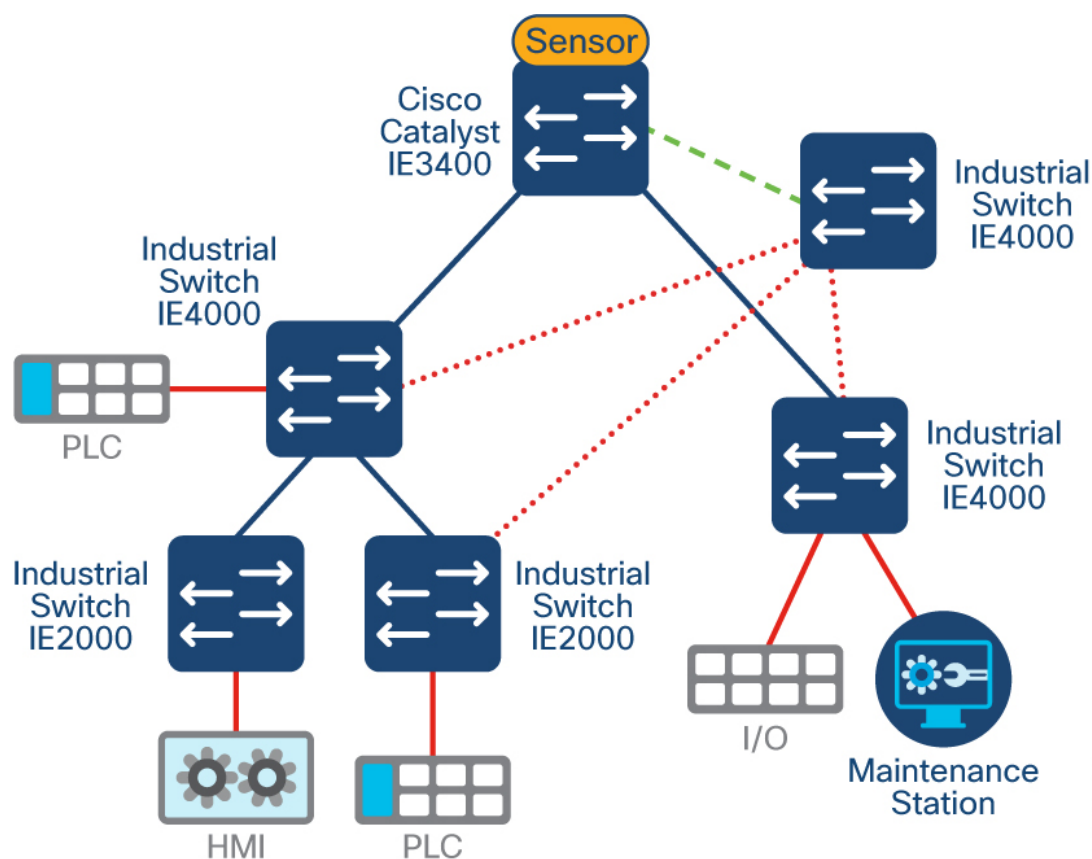 Sensor
Cisco
Catalyst
IE3400
Industrial
Switch
IE4000
Industrial
Switch
IE4000
PLC
Industrial
Switch
IE4000
Industrial
Switch
IE2000
Industrial
Switch
IE2000
I/O
Maintenance
Station
HMI
PLC